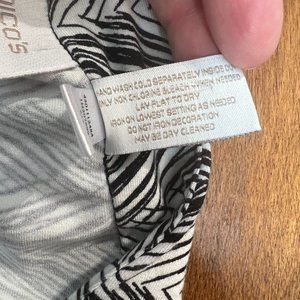 ICO'S
HAND WASH COLD SEPARATELY INSIDE OUT
ONLY NON CHLORINE BLEACH WHEN NEEDED
LAY FLAT TO DRY
IRON ON LOWEST SETTING AS NEEDED
DO NOT IRON DECORATION
MAY BE DRY CLEANED